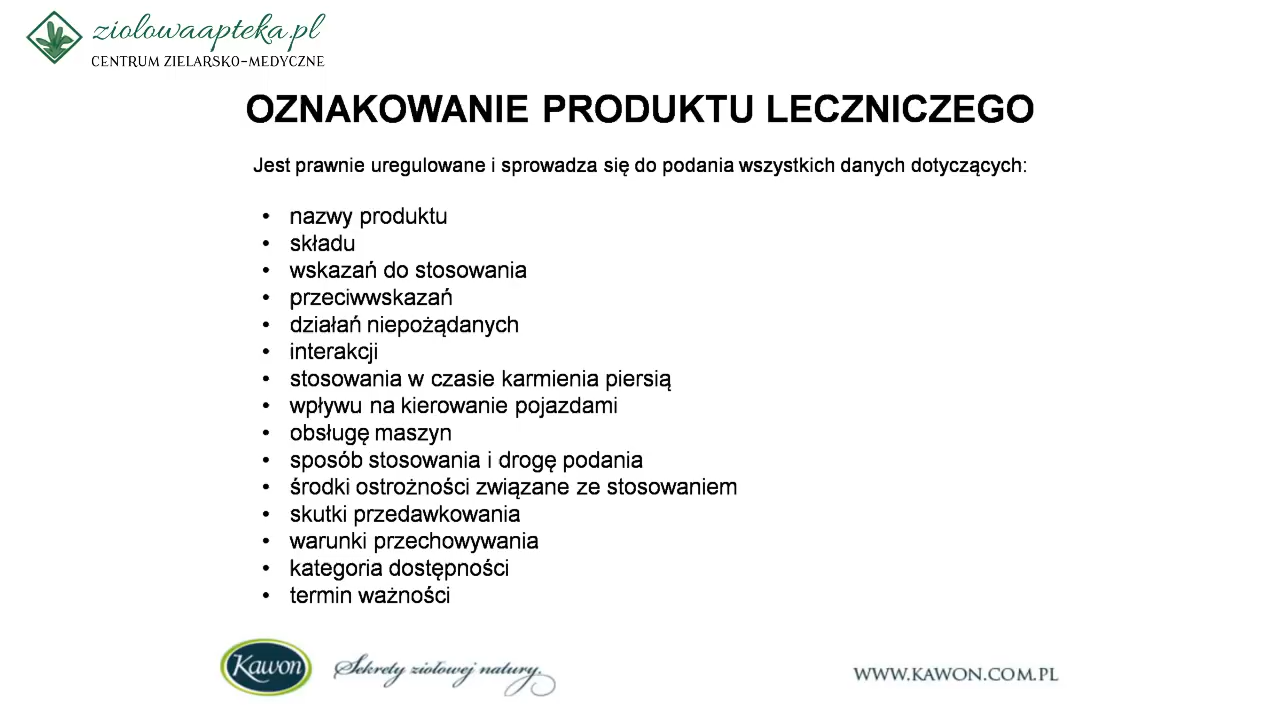 ziolowaapteka.pl
CENTRUM ZIELARSKO-MEDYCZNE
OZNAKOWANIE PRODUKTU LECZNICZEGO
Jest prawnie uregulowane i sprowadza się do podania wszystkich danych dotyczących:
• nazwy produktu
• składu
• wskazań do stosowania
• przeciwwskazań
• działań niepożądanych
• interakcji
• stosowania w czasie karmienia piersią
• wpływu na kierowanie pojazdami
• obsługę maszyn
• sposób stosowania i drogę podania
• środki ostrożności związane ze stosowaniem
• skutki przedawkowania
• warunki przechowywania
• kategoria dostępności
• termin ważności
Kawon
Sekrety ziołowej natury.
WWW.KAWON.COM.PL